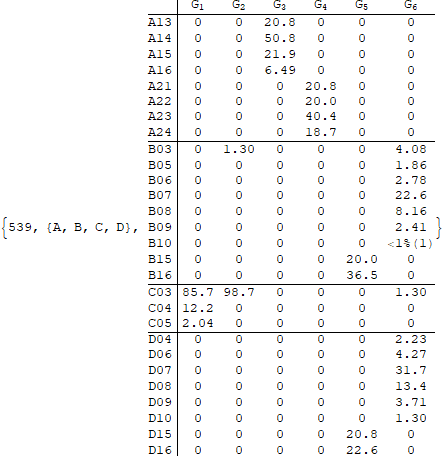 G1 G2 G3 G4 G5 G6
A13 0 0 20.8 0 0 0
A14 0 0 50.8 0 0 0
A15 0 0 21.9 0 0 0
A16 0 0 6.49 0 0 0
A21 0 0 0 20.8 0 0
A22 0 0 0 20.0 0 0
A23 0 0 0 40.4 0 0
A24 0 0 0 18.7 0 0
B03 0 1.30 0 0 0 4.08
B05 0 0 0 0 0 1.86
B06 0 0 0 0 0 2.78
B07 0 0 0 0 0 22.6
B08 0 0 0 0 0 8.16
{539, {A, B, C, D}, B09 0 0 0 0 0 2.41 }
B10 0 0 0 0 0 <1%(1)
B15 0 0 0 0 20.0 0
B16 0 0 0 0 36.5 0
C03 85.7 98.7 0 0 0 1.30
C04 12.2 0 0 0 0 0
C05 2.04 0 0 0 0 0
D04 0 0 0 0 0 2.23
D06 0 0 0 0 0 4.27
D07 0 0 0 0 0 31.7
D08 0 0 0 0 0 13.4
D09 0 0 0 0 0 3.71
D10 0 0 0 0 0 1.30
D15 0 0 0 0 20.8 0
D16 0 0 0 0 22.6 0